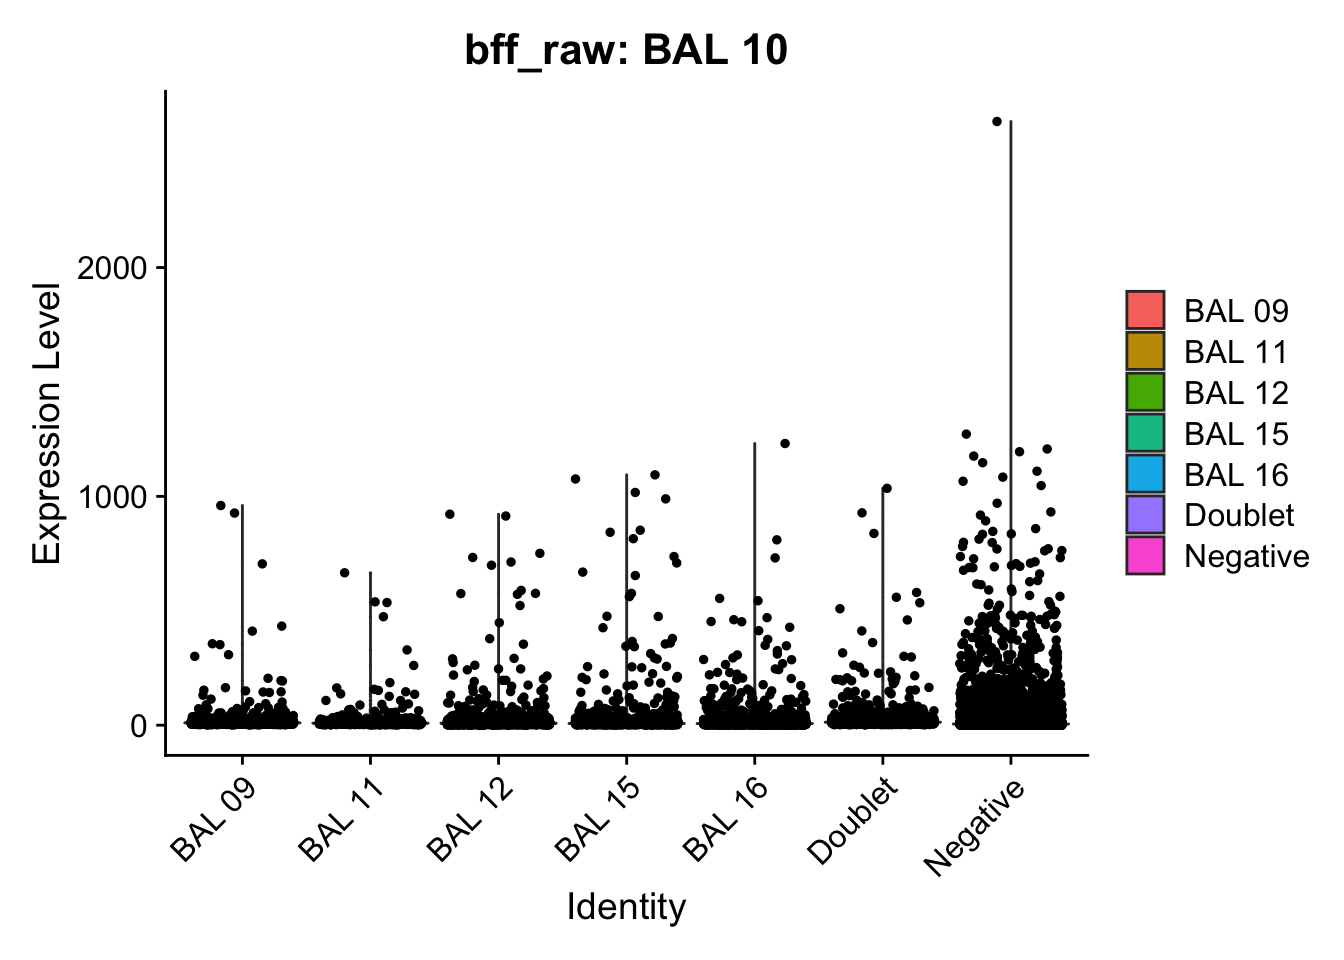 bff_raw: BAL 10
Expression Level
2000
1000
0
BAL 09
BAL 11
BAL 12
BAL 15
BAL 16
Doublet
Negative
Identity
BAL 09
BAL 11
BAL 12
BAL 15
BAL 16
Doublet
Negative